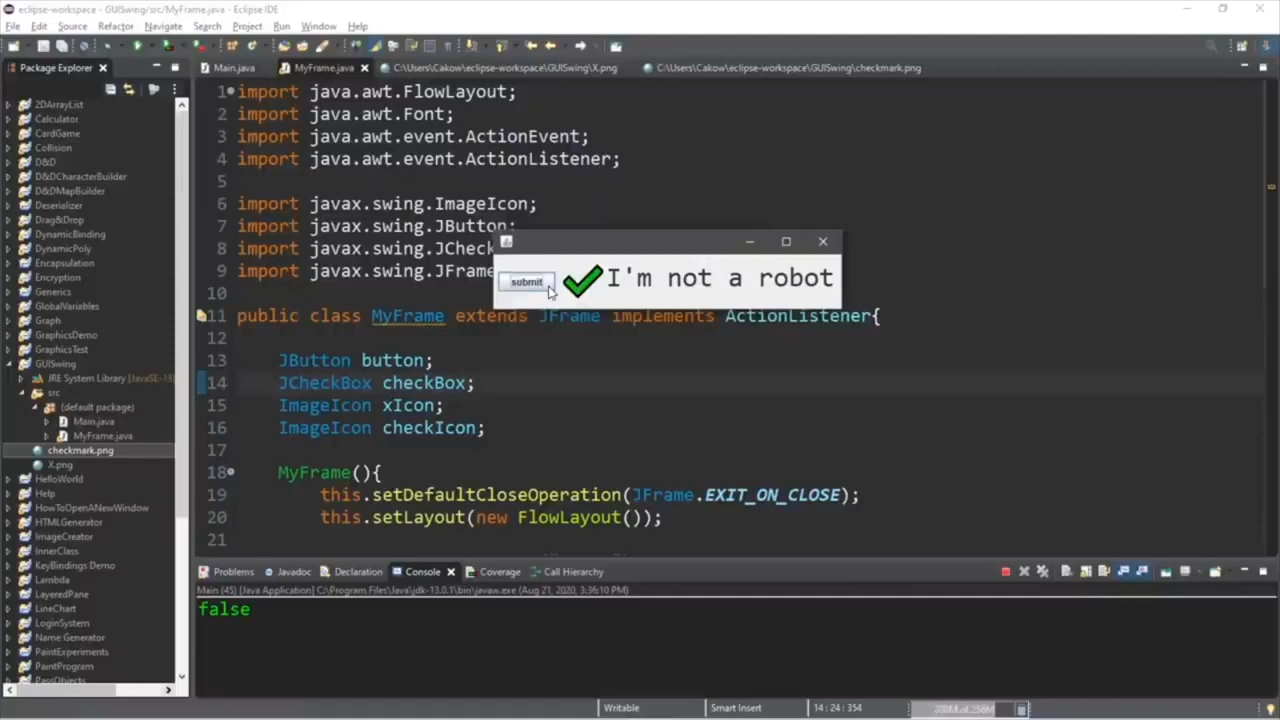 eclipse-workspace - GUISwing/src/MyFrame.java - Eclipse IDE
File Edit Source Refactor Navigate Search Project Run Window Help
Package Explorer
Main.java MyFrame.java C:\Users\Cakow\eclipse-workspace\GUISwing\X.png C:\Users\Cakow\eclipse-workspace\GUISwing\checkmark.png
2DArrayList
Calculator
CardGame
Collision
D&D
D&DCharacterBuilder
D&DMapBuilder
Deserializer
Drag&Drop
DynamicBinding
DynamicPoly
Encapsulation
Encryption
Generics
GlobalVariables
Graph
GraphicsDemo
GraphicsTest
GUISwing
JRE System Library [JavaSE-13]
src
(default package)
Main.java
MyFrame.java
checkmark.png
X.png
HelloWorld
Help
HowToOpenANewWindow
HTMLGenerator
ImageCreator
InnerClass
KeyBindings Demo
Lambda
LayeredPane
LineChart
LoginSystem
Name Generator
PaintExperiments
PaintProgram
PassObjects
1 import java.awt.FlowLayout;
2 import java.awt.Font;
3 import java.awt.event.ActionEvent;
4 import java.awt.event.ActionListener;
5
6 import javax.swing.ImageIcon;
7 import javax.swing.JButton;
8 import javax.swing.JChec
9 import javax.swing.JFrame
10
11 public class MyFrame extends JFrame implements ActionListener{
12
13 JButton button;
14 JCheckBox checkBox;
15 ImageIcon xIcon;
16 ImageIcon checkIcon;
17
18 MyFrame(){
19 this.setDefaultCloseOperation(JFrame.EXIT_ON_CLOSE);
20 this.setLayout(new FlowLayout());
21
submit I'm not a robot
Problems Javadoc Declaration Console Coverage Call Hierarchy
Main (45) [Java Application] C:\Program Files\Java\jdk-13.0.1\bin\javaw.exe (Aug 21, 2020, 3:36:10 PM)
false
Writable Smart Insert 14 : 24 : 354